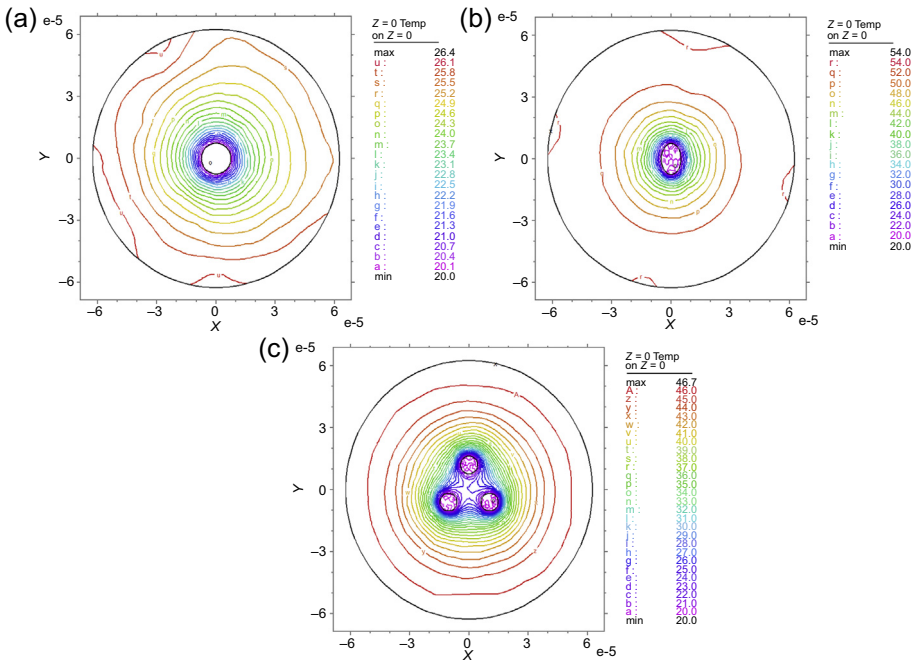 (a)
e-5
6
3
0
−3
−6
Y
−6 −3 0 3 6
X
e-5
Z = 0 Temp
on Z = 0
max 26.4
u : 26.1
t : 25.8
s : 25.5
r : 25.2
q : 24.9
p : 24.6
o : 24.3
n : 24.0
m : 23.7
l : 23.4
k : 23.1
j : 22.8
i : 22.5
h : 22.2
g : 21.9
f : 21.6
e : 21.3
d : 21.0
c : 20.7
b : 20.4
a : 20.1
min 20.0
(b)
e-5
6
3
0
−3
−6
Y
−6 −3 0 3 6
X
e-5
Z = 0 Temp
on Z = 0
max 54.0
r : 54.0
q : 52.0
p : 50.0
o : 48.0
n : 46.0
m : 44.0
l : 42.0
k : 40.0
j : 38.0
i : 36.0
h : 34.0
g : 32.0
f : 30.0
e : 28.0
d : 26.0
c : 24.0
b : 22.0
a : 20.0
min 20.0
(c)
e-5
6
3
0
−3
−6
Y
−6 −3 0 3 6
X
e-5
Z = 0 Temp
on Z = 0
max 46.7
A : 46.0
z : 45.0
y : 44.0
x : 43.0
w : 42.0
v : 41.0
u : 40.0
t : 39.0
s : 38.0
r : 37.0
q : 36.0
p : 35.0
o : 34.0
n : 33.0
m : 32.0
l : 31.0
k : 30.0
j : 29.0
i : 28.0
h : 27.0
g : 26.0
f : 25.0
e : 24.0
d : 23.0
c : 22.0
b : 21.0
a : 20.0
min 20.0